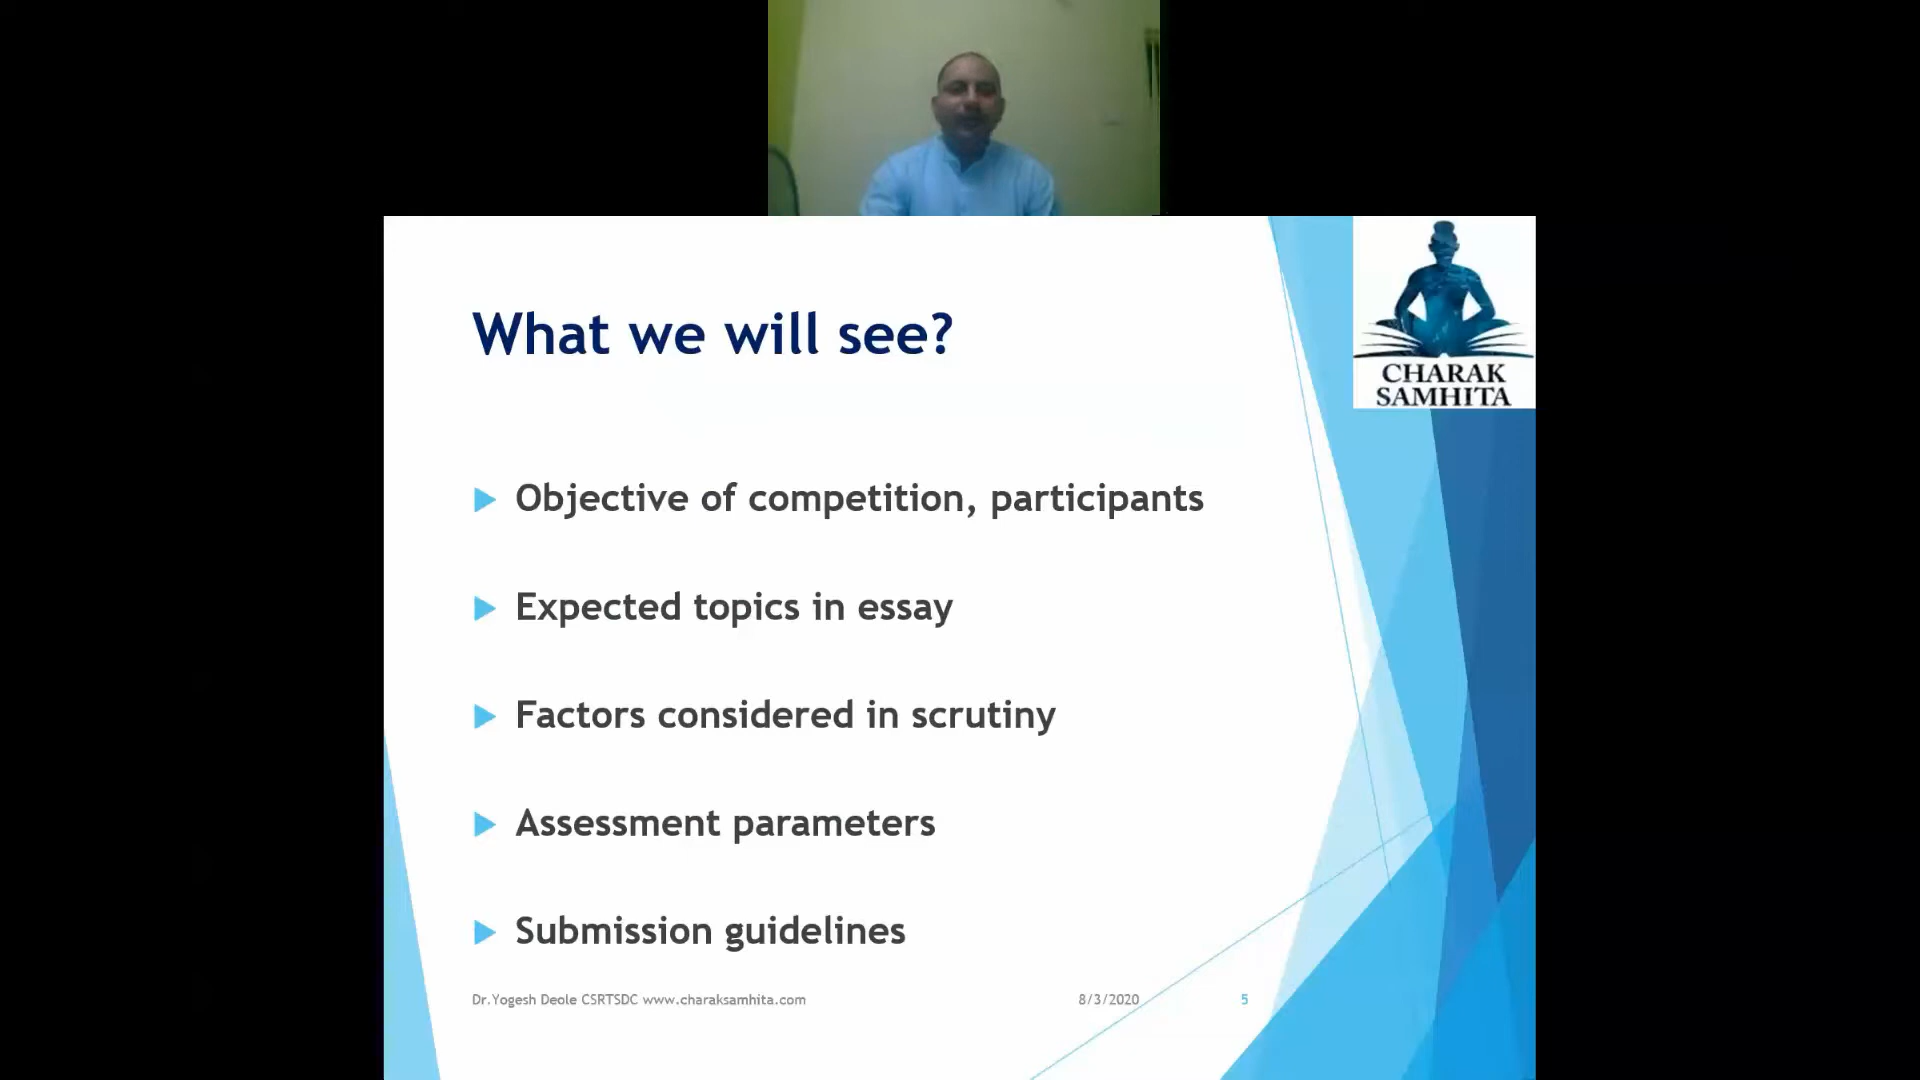 What we will see?
CHARAK
SAMHITA
Objective of competition, participants
Expected topics in essay
Factors considered in scrutiny
Assessment parameters
Submission guidelines
Dr.Yogesh Deole CSRTSDC www.charaksamhita.com 8/3/2020 5